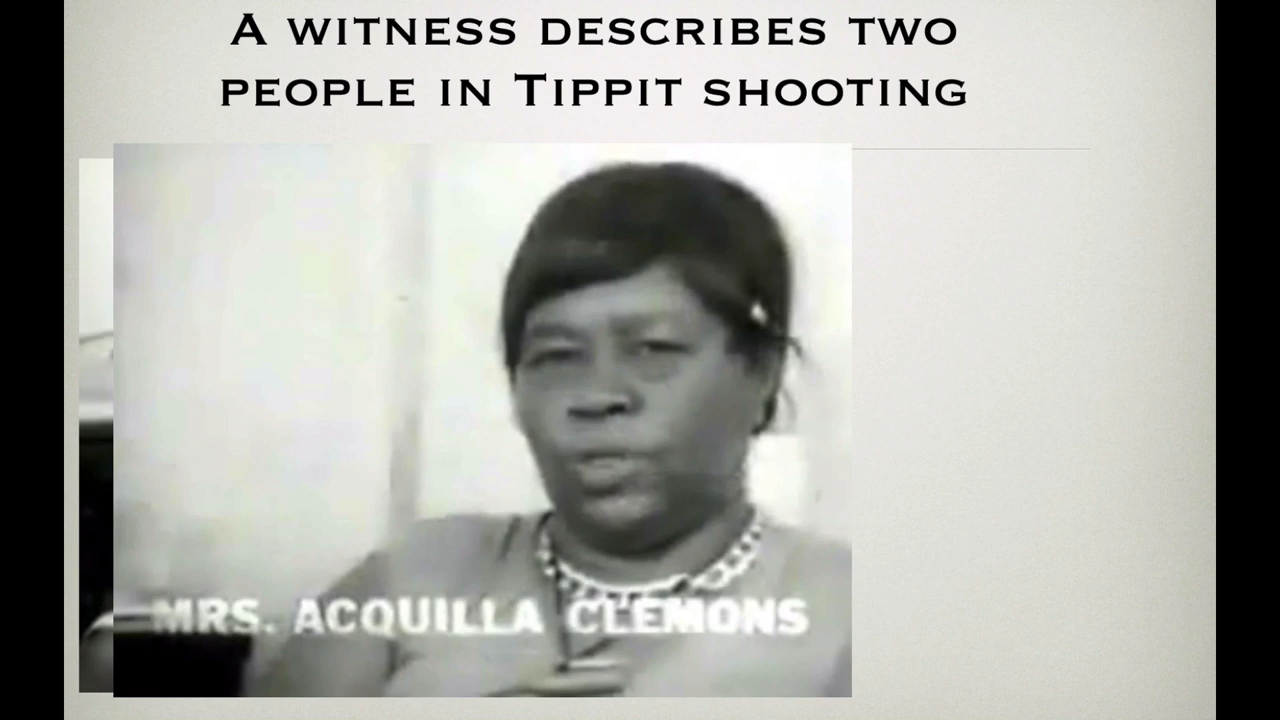 A WITNESS DESCRIBES TWO
PEOPLE IN TIPPIT SHOOTING
MRS. ACQUILLA CLEMONS